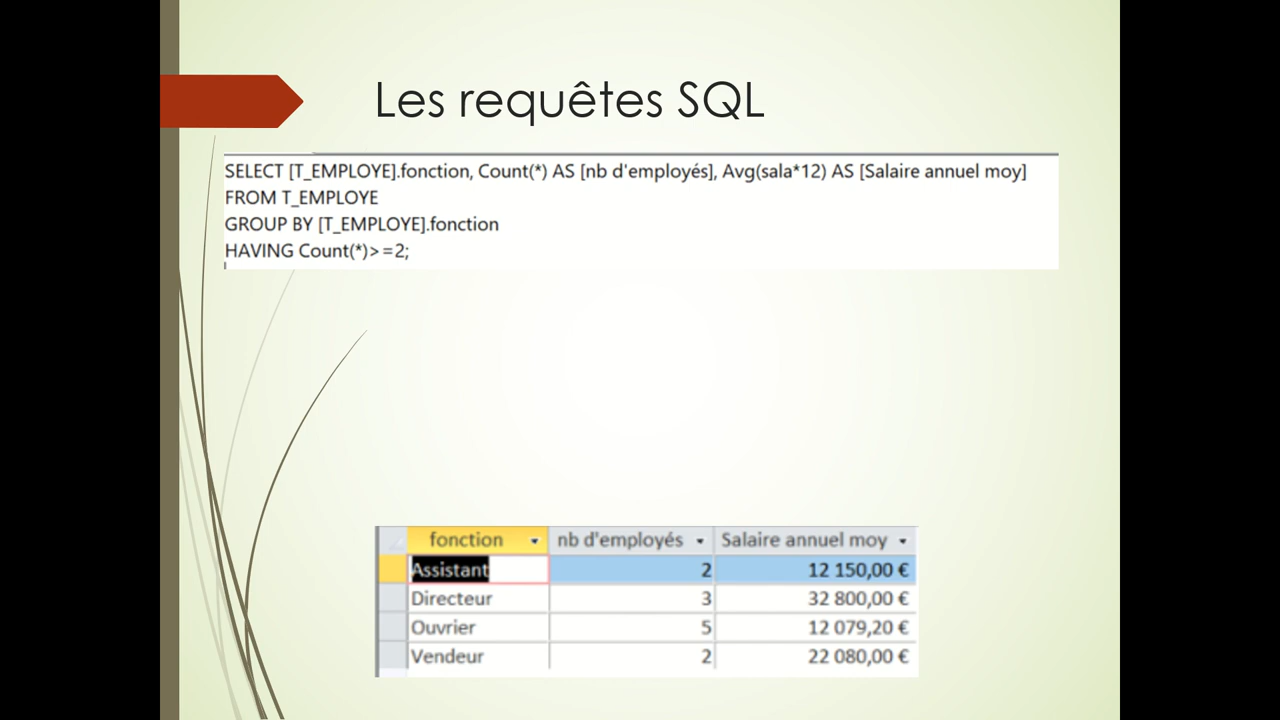 Les requêtes SQL
SELECT [T_EMPLOYE].fonction, Count(*) AS [nb d'employés], Avg(sala*12) AS [Salaire annuel moy]
FROM T_EMPLOYE
GROUP BY [T_EMPLOYE].fonction
HAVING Count(*)>=2;
fonction nb d'employés Salaire annuel moy
Assistant 2 12 150,00 €
Directeur 3 32 800,00 €
Ouvrier 5 12 079,20 €
Vendeur 2 22 080,00 €